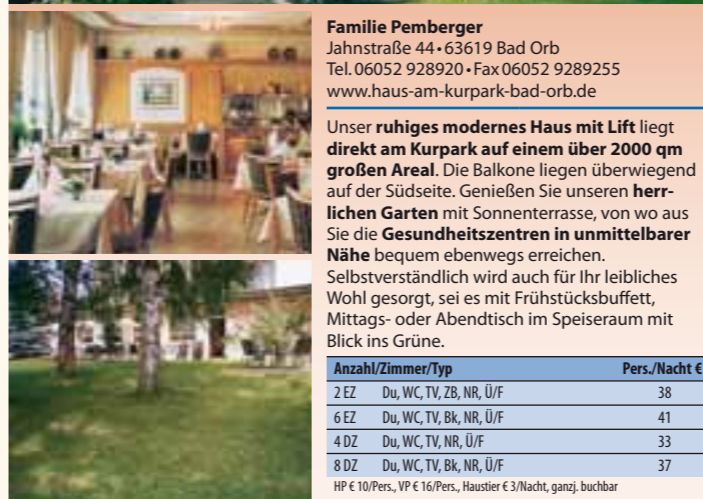 Familie Pemberger
Jahnstraße 44 • 63619 Bad Orb
Tel. 06052 928920 • Fax 06052 9289255
www.haus-am-kurpark-bad-orb.de
Unser ruhiges modernes Haus mit Lift liegt
direkt am Kurpark auf einem über 2000 qm
großen Areal. Die Balkone liegen überwiegend
auf der Südseite. Genießen Sie unseren herr-
lichen Garten mit Sonnenterrasse, von wo aus
Sie die Gesundheitszentren in unmittelbarer
Nähe bequem ebenwegs erreichen.
Selbstverständlich wird auch für Ihr leibliches
Wohl gesorgt, sei es mit Frühstücksbuffett,
Mittags- oder Abendtisch im Speiseraum mit
Blick ins Grüne.
Anzahl/Zimmer/Typ Pers./Nacht €
2 EZ Du, WC, TV, ZB, NR, Ü/F 38
6 EZ Du, WC, TV, Bk, NR, Ü/F 41
4 DZ Du, WC, TV, NR, Ü/F 33
8 DZ Du, WC, TV, Bk, NR, Ü/F 37
HP € 10/Pers., VP € 16/Pers., Haustier € 3/Nacht, ganzj. buchbar